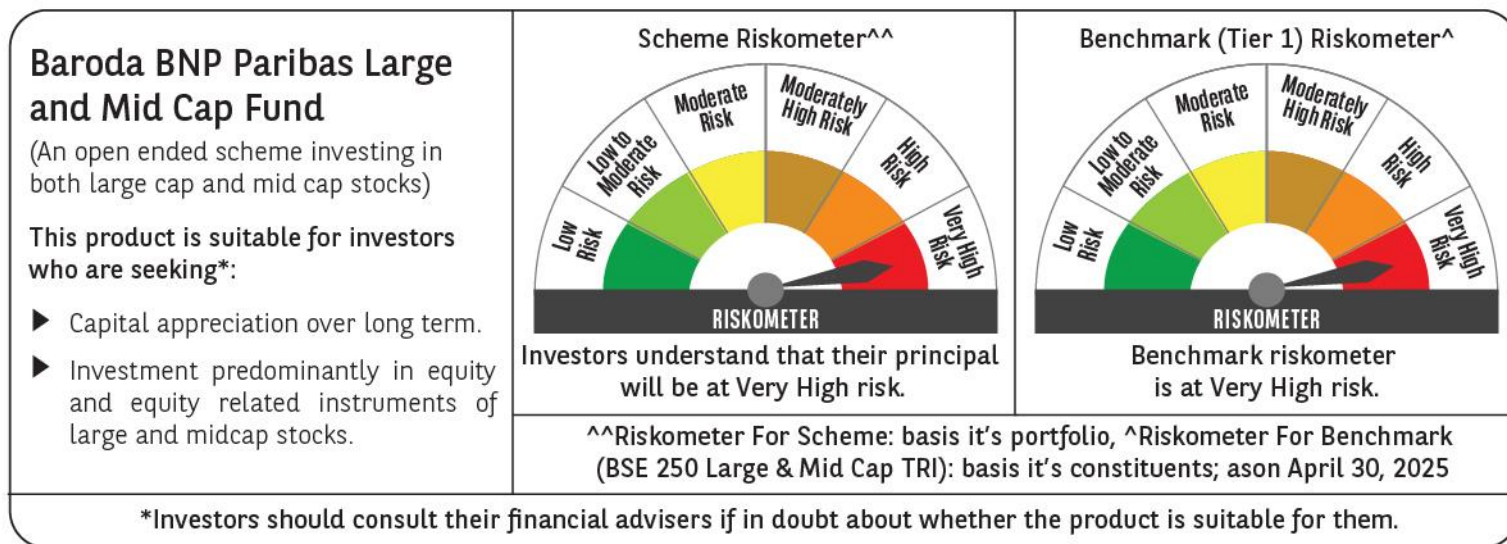 Baroda BNP Paribas Large
and Mid Cap Fund
(An open ended scheme investing in
both large cap and mid cap stocks)
This product is suitable for investors
who are seeking*:
▶ Capital appreciation over long term.
▶ Investment predominantly in equity
and equity related instruments of
large and midcap stocks.
Scheme Riskometer^^
Low
Risk
Low to
Moderate
Risk
Moderate
Risk
Moderately
High Risk
High
Risk
Very High
Risk
RISKOMETER
Investors understand that their principal
will be at Very High risk.
Benchmark (Tier 1) Riskometer^
Low
Risk
Low to
Moderate
Risk
Moderate
Risk
Moderately
High Risk
High
Risk
Very High
Risk
RISKOMETER
Benchmark riskometer
is at Very High risk.
^^Riskometer For Scheme: basis it's portfolio, ^Riskometer For Benchmark
(BSE 250 Large & Mid Cap TRI): basis it's constituents; ason April 30, 2025
*Investors should consult their financial advisers if in doubt about whether the product is suitable for them.